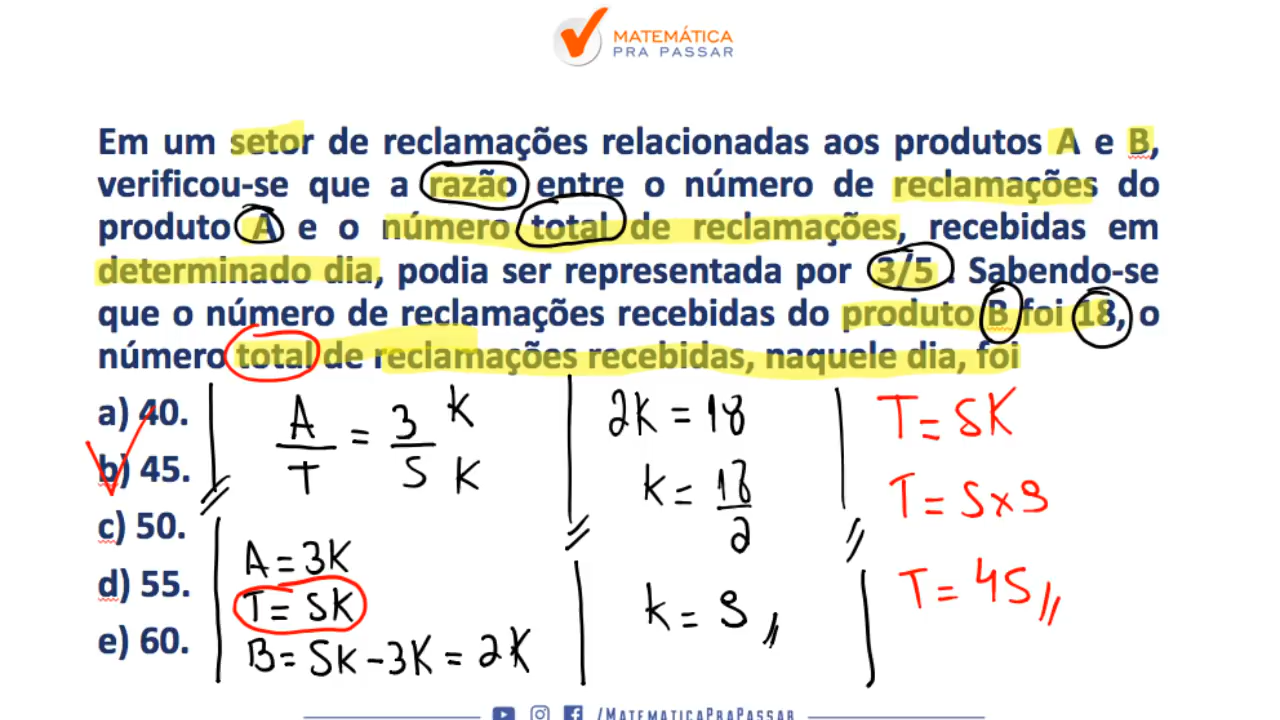 MATEMÁTICA
PRA PASSAR
Em um setor de reclamações relacionadas aos produtos A e B,
verificou-se que a razão entre o número de reclamações do
produto A e o número total de reclamações, recebidas em
determinado dia, podia ser representada por 3/5. Sabendo-se
que o número de reclamações recebidas do produto B foi 18, o
número total de reclamações recebidas, naquele dia, foi
a) 40.
b) 45.
c) 50.
d) 55.
e) 60.
A/T = 3/5 K/K
A = 3K
T = 5K
B = 5K - 3K = 2K
2K = 18
K = 18/2
K = 9
T = 5K
T = 5x9
T = 45
/MATEMATICAPRAPASSAR